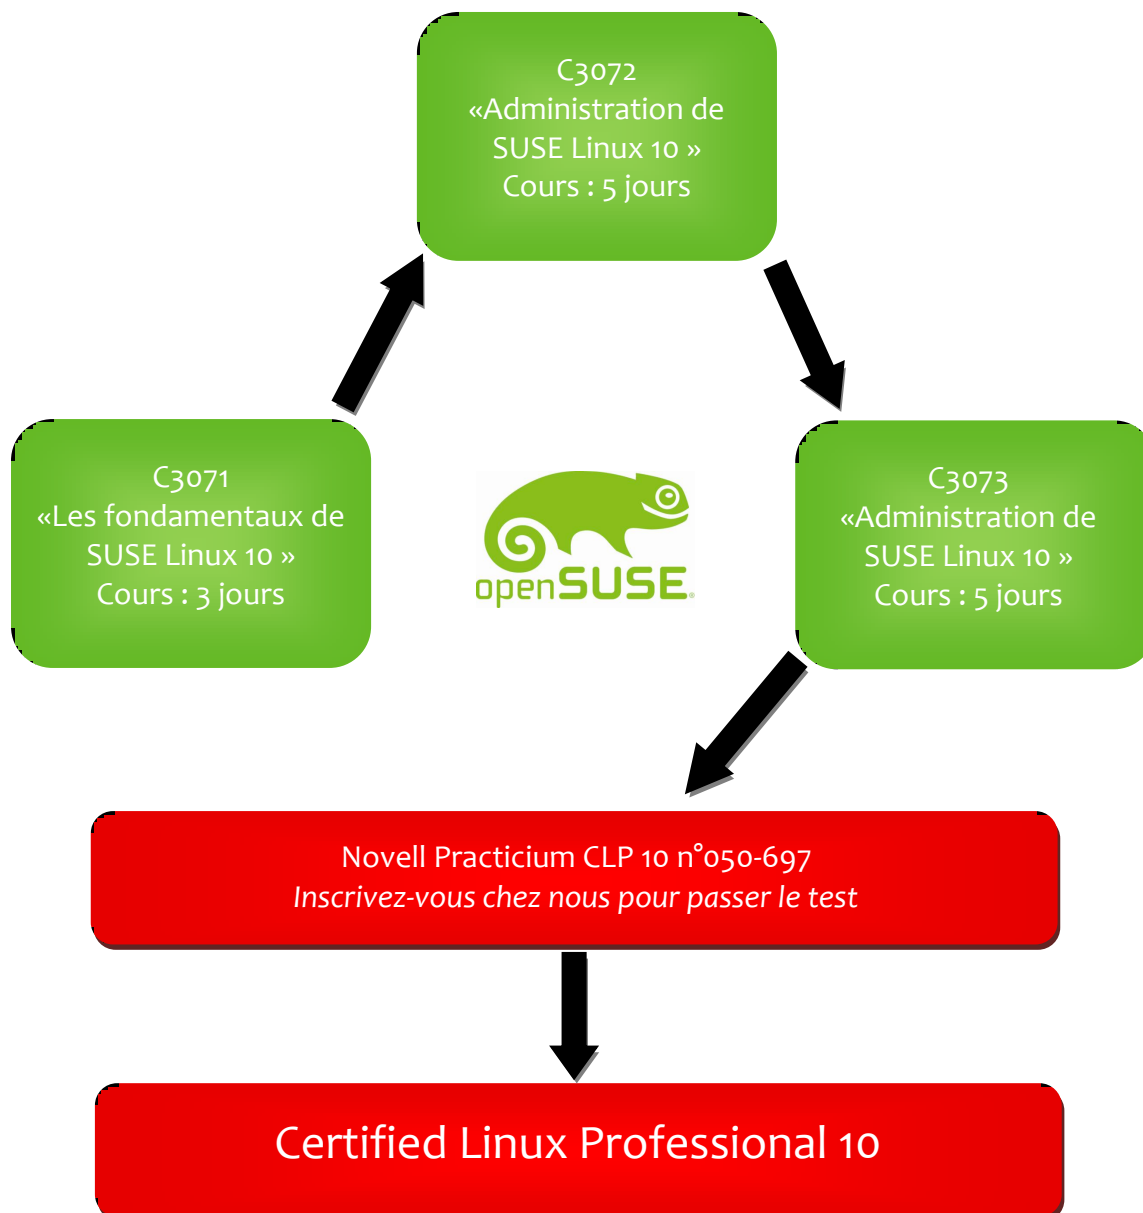 C3072
«Administration de
SUSE Linux 10 »
Cours : 5 jours
C3071
«Les fondamentaux de
SUSE Linux 10 »
Cours : 3 jours
openSUSE®
C3073
«Administration de
SUSE Linux 10 »
Cours : 5 jours
Novell Practicium CLP 10 n°050-697
Inscrivez-vous chez nous pour passer le test
Certified Linux Professional 10